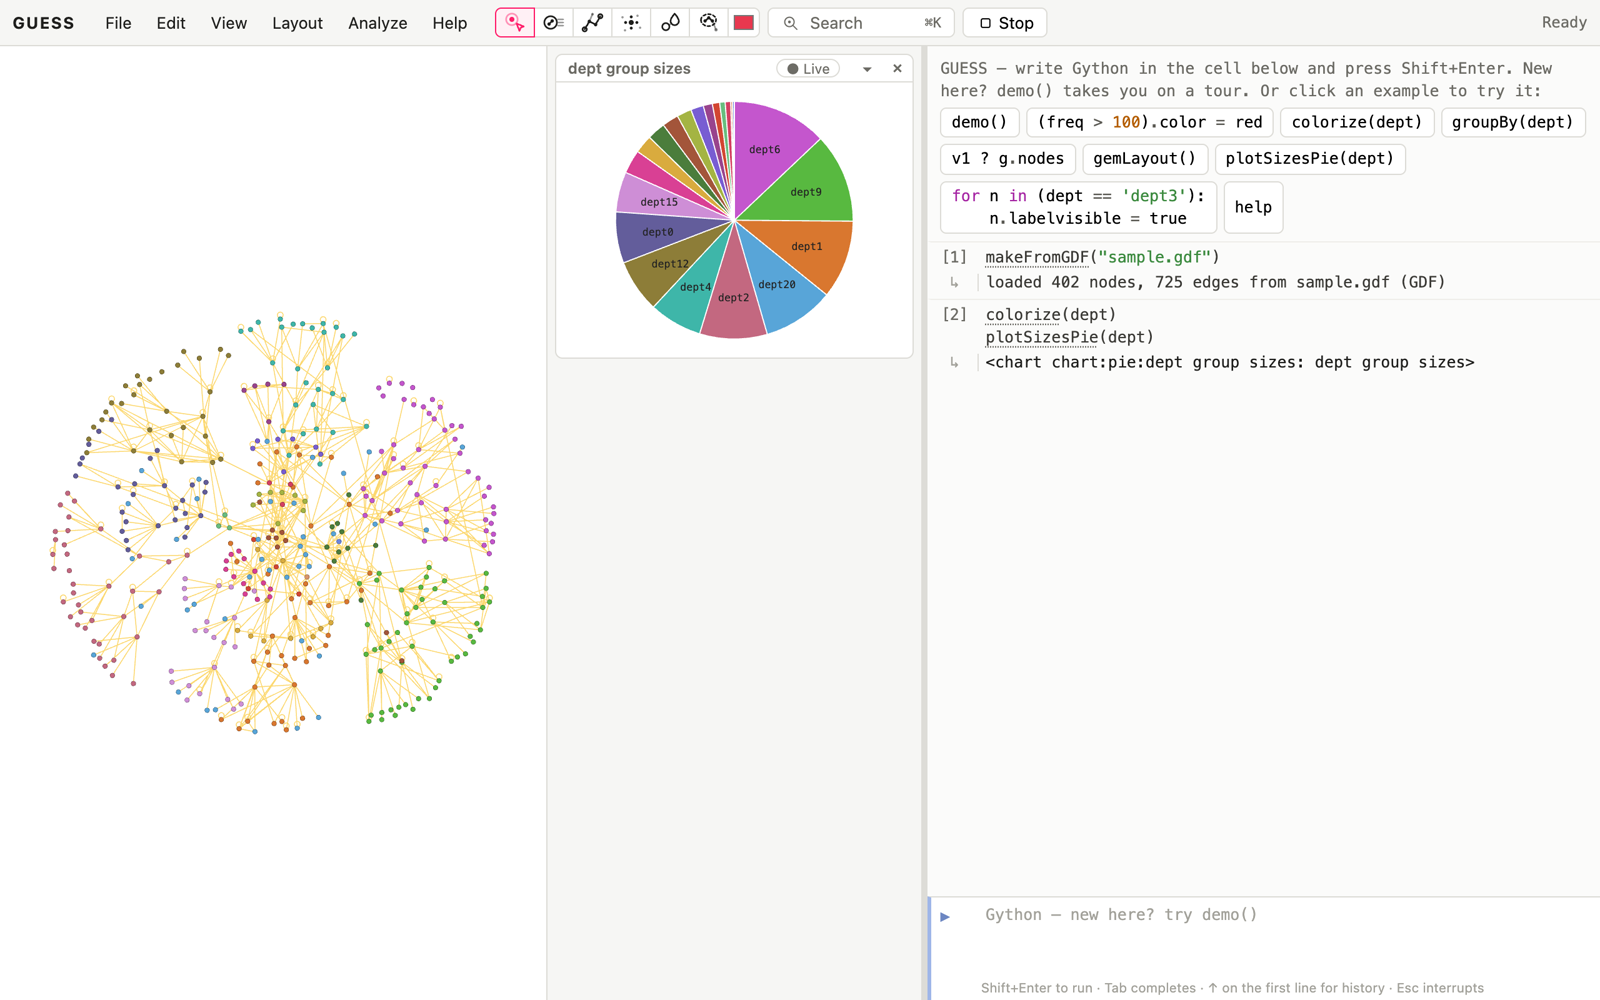 GUESS File Edit View Layout Analyze Help Search ⌘K Stop Ready
dept group sizes Live
dept6
dept9
dept15
dept0
dept1
dept12
dept4
dept20
dept2
GUESS — write Gython in the cell below and press Shift+Enter. New
here? demo() takes you on a tour. Or click an example to try it:
demo() (freq > 100).color = red colorize(dept) groupBy(dept)
v1 ? g.nodes gemLayout() plotSizesPie(dept)
for n in (dept == 'dept3'):
n.labelvisible = true
help
[1] makeFromGDF("sample.gdf")
↳ loaded 402 nodes, 725 edges from sample.gdf (GDF)
[2] colorize(dept)
plotSizesPie(dept)
↳ <chart chart:pie:dept group sizes: dept group sizes>
Gython — new here? try demo()
Shift+Enter to run · Tab completes · ↑ on the first line for history · Esc interrupts